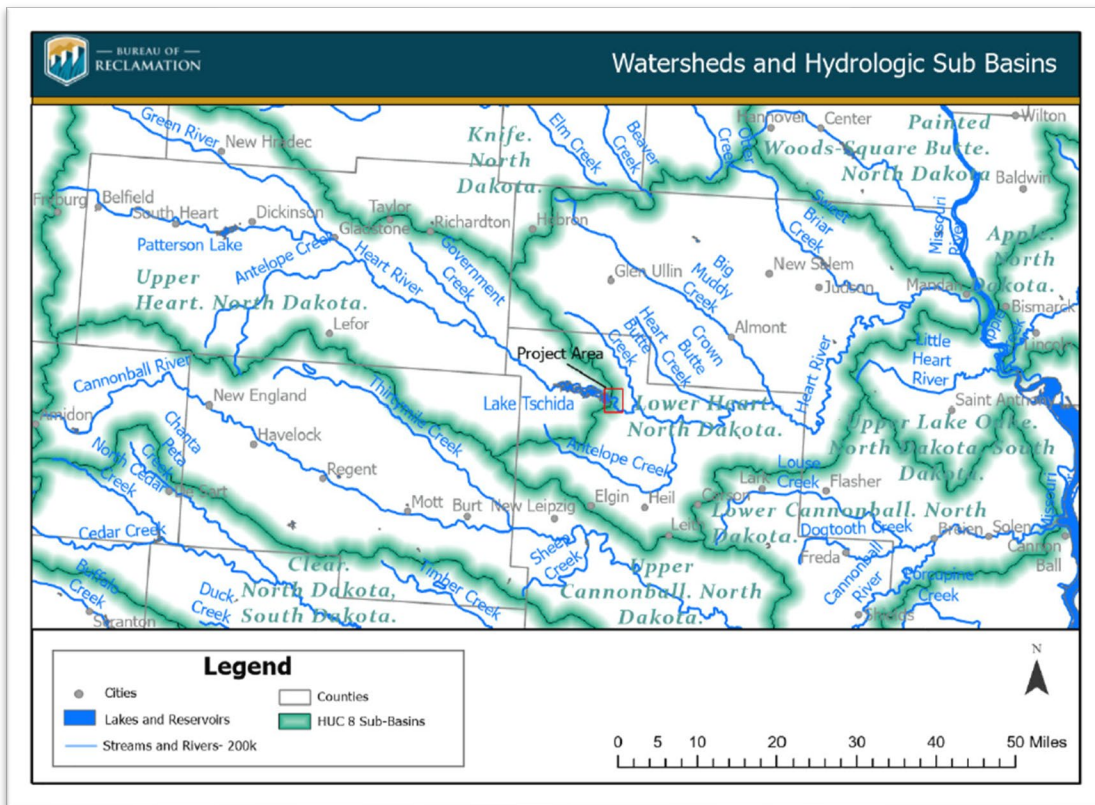 BUREAU OF
RECLAMATION
Watersheds and Hydrologic Sub Basins
Green River
New Hradec
Knife.
North
Dakota.
Elm Creek
Beaver
Creek
Otter
Creek
Hannover
Center
Painted
Woods-Square Butte.
North Dakota
Wilton
Baldwin
Fryburg
Belfield
South Heart
Dickinson
Patterson Lake
Taylor
Gladstone
Richardton
Hebron
Antelope Creek
Heart River
Government
Creek
Upper
Heart. North Dakota.
Lefor
Glen Ullin
Big
Muddy
Creek
Sweet
Briar
Creek
New Salem
Judson
Missouri
River
Apple.
North
Dakota.
Mandan
Bismarck
Apple
Creek
Lincoln
Almont
Heart
Butte
Creek
Crown
Butte
Creek
Heart River
Little
Heart
River
Project Area
Lake Tschida
Lower Heart.
North Dakota.
Saint Anthony
Upper Lake Oahe.
North Dakota, South
Dakota.
Cannonball River
New England
Amidon
Havelock
Thirtymile Creek
Chanta
Peta
Creek
North Cedar
Creek
Regent
Antelope Creek
Louse
Creek
Lark
Flasher
Carson
Elgin
Heil
Leith
Mott
Burt
New Leipzig
Lower Cannonball. North
Dakota.
Dogtooth Creek
Breien
Solen
Cannon
Ball
Missouri
Freda
Cannonball
River
Porcupine
Creek
Shields
Cedar Creek
Buffalo
Creek
Scranton
Clear.
North Dakota,
South Dakota.
Duck
Creek
Timber Creek
Sheep
Creek
Upper
Cannonball. North
Dakota.
Legend
Cities
Counties
Lakes and Reservoirs
HUC 8 Sub-Basins
Streams and Rivers- 200k
N
0 5 10 20 30 40 50 Miles